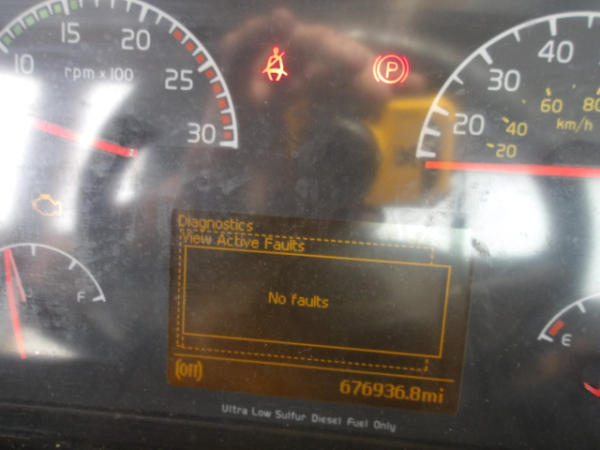 10
15
20
25
30
rpm x 100
P
20
30
40
60
80
40
20
km/h
Diagnostics
View Active Faults
No faults
(Off)
676936.8mi
F
E
Ultra Low Sulfur Diesel Fuel Only